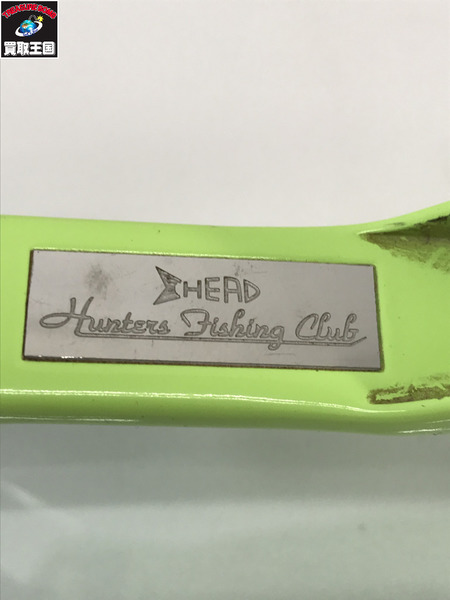 買取王国
HEAD
Hunters Fishing Club